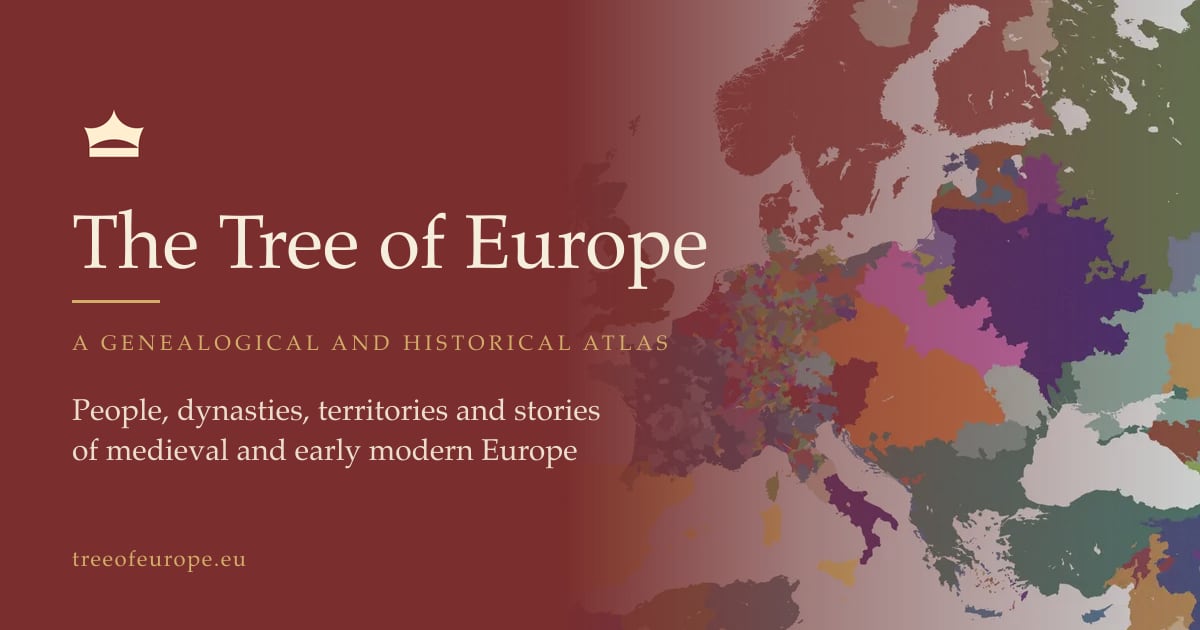 The Tree of Europe
A GENEALOGICAL AND HISTORICAL ATLAS
People, dynasties, territories and stories
of medieval and early modern Europe
treeofeurope.eu